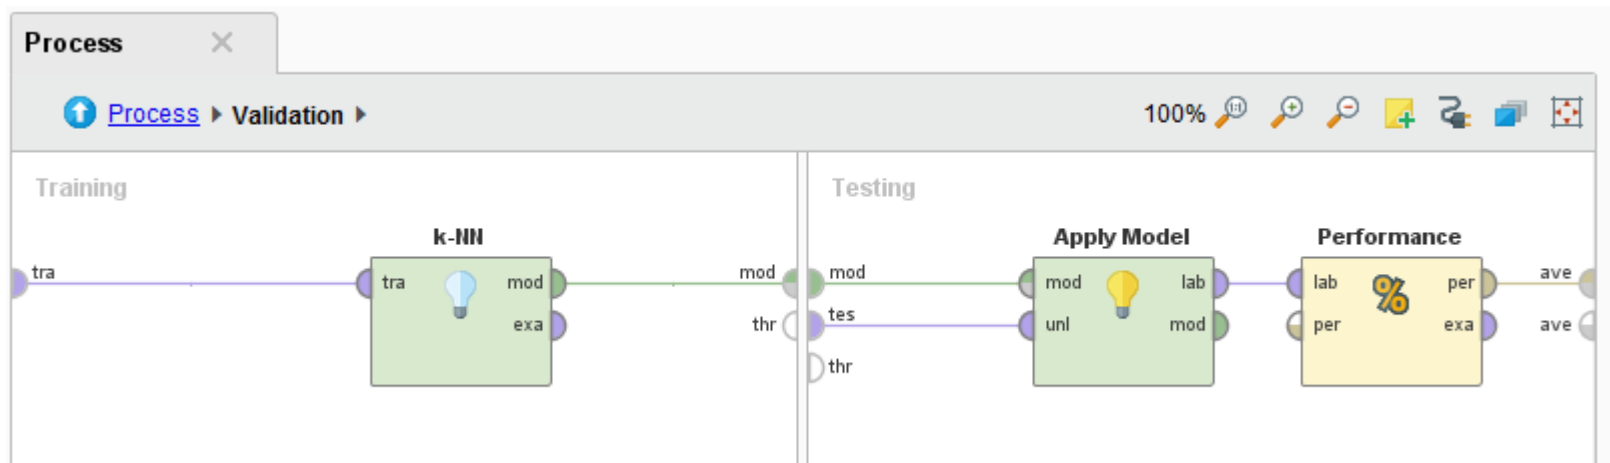 Process
Process Validation
100%
Training
k-NN
tra
tra
mod
exa
mod
thr
Testing
Apply Model
Performance
mod
tes
thr
mod
unl
lab
mod
lab
per
per
exa
ave
ave